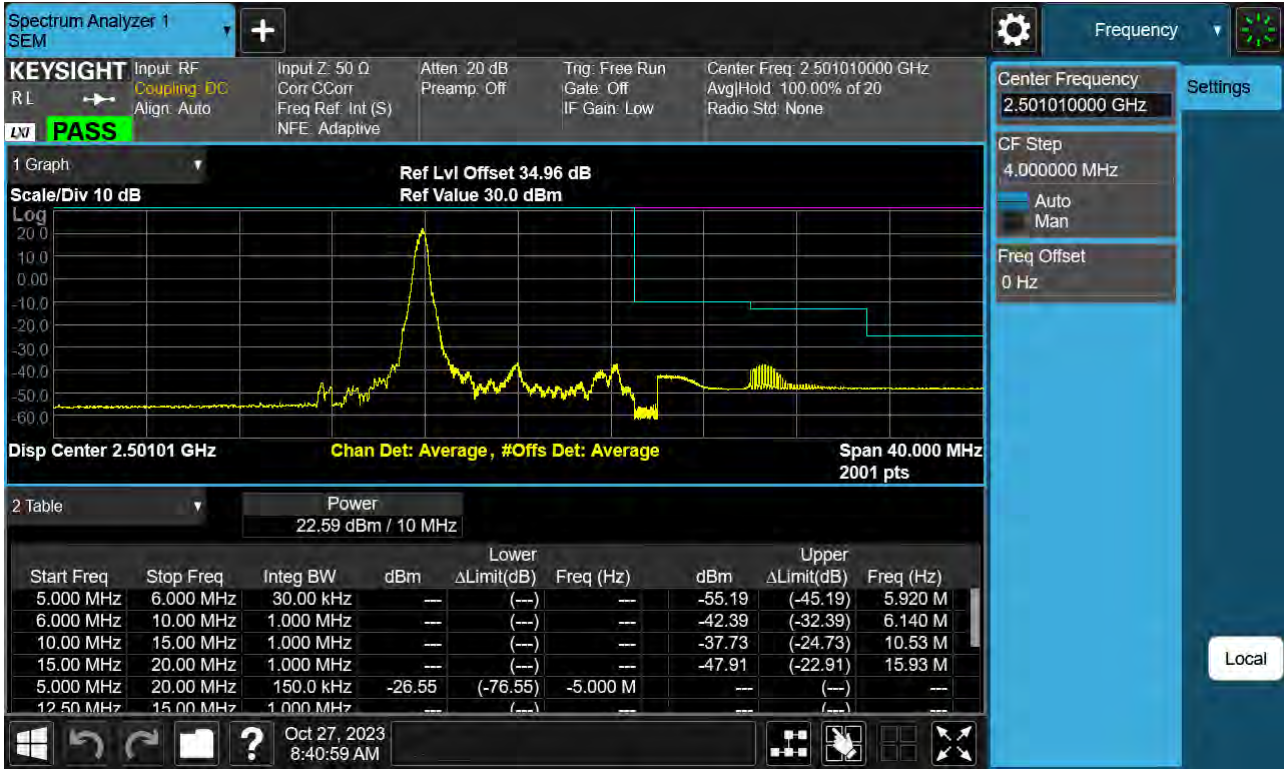 Spectrum Analyzer 1
SEM
+
Frequency
KEYSIGHT
RL
LXI
PASS
Input: RF
Coupling: DC
Align: Auto
Input Z: 50 Ω
Corr CCorr
Freq Ref: Int (S)
NFE: Adaptive
Atten: 20 dB
Preamp: Off
Trig: Free Run
Gate: Off
IF Gain: Low
Center Freq: 2.501010000 GHz
Avg|Hold: 100.00% of 20
Radio Std: None
Center Frequency
2.501010000 GHz
Settings
CF Step
4.000000 MHz
Auto
Man
Freq Offset
0 Hz
1 Graph
Scale/Div 10 dB
Ref Lvl Offset 34.96 dB
Ref Value 30.0 dBm
Log
20.0
10.0
0.00
-10.0
-20.0
-30.0
-40.0
-50.0
-60.0
Disp Center 2.50101 GHz
Chan Det: Average, #Offs Det: Average
Span 40.000 MHz
2001 pts
2 Table
Power
22.59 dBm / 10 MHz
Lower Upper
Start Freq Stop Freq Integ BW dBm ΔLimit(dB) Freq (Hz) dBm ΔLimit(dB) Freq (Hz)
5.000 MHz 6.000 MHz 30.00 kHz --- (---) --- -55.19 (-45.19) 5.920 M
6.000 MHz 10.00 MHz 1.000 MHz --- (---) --- -42.39 (-32.39) 6.140 M
10.00 MHz 15.00 MHz 1.000 MHz --- (---) --- -37.73 (-24.73) 10.53 M
15.00 MHz 20.00 MHz 1.000 MHz --- (---) --- -47.91 (-22.91) 15.93 M
5.000 MHz 20.00 MHz 150.0 kHz -26.55 (-76.55) -5.000 M --- (---) ---
12.50 MHz 15.00 MHz 1.000 MHz --- (---) --- --- (---) ---
Local
?
Oct 27, 2023
8:40:59 AM